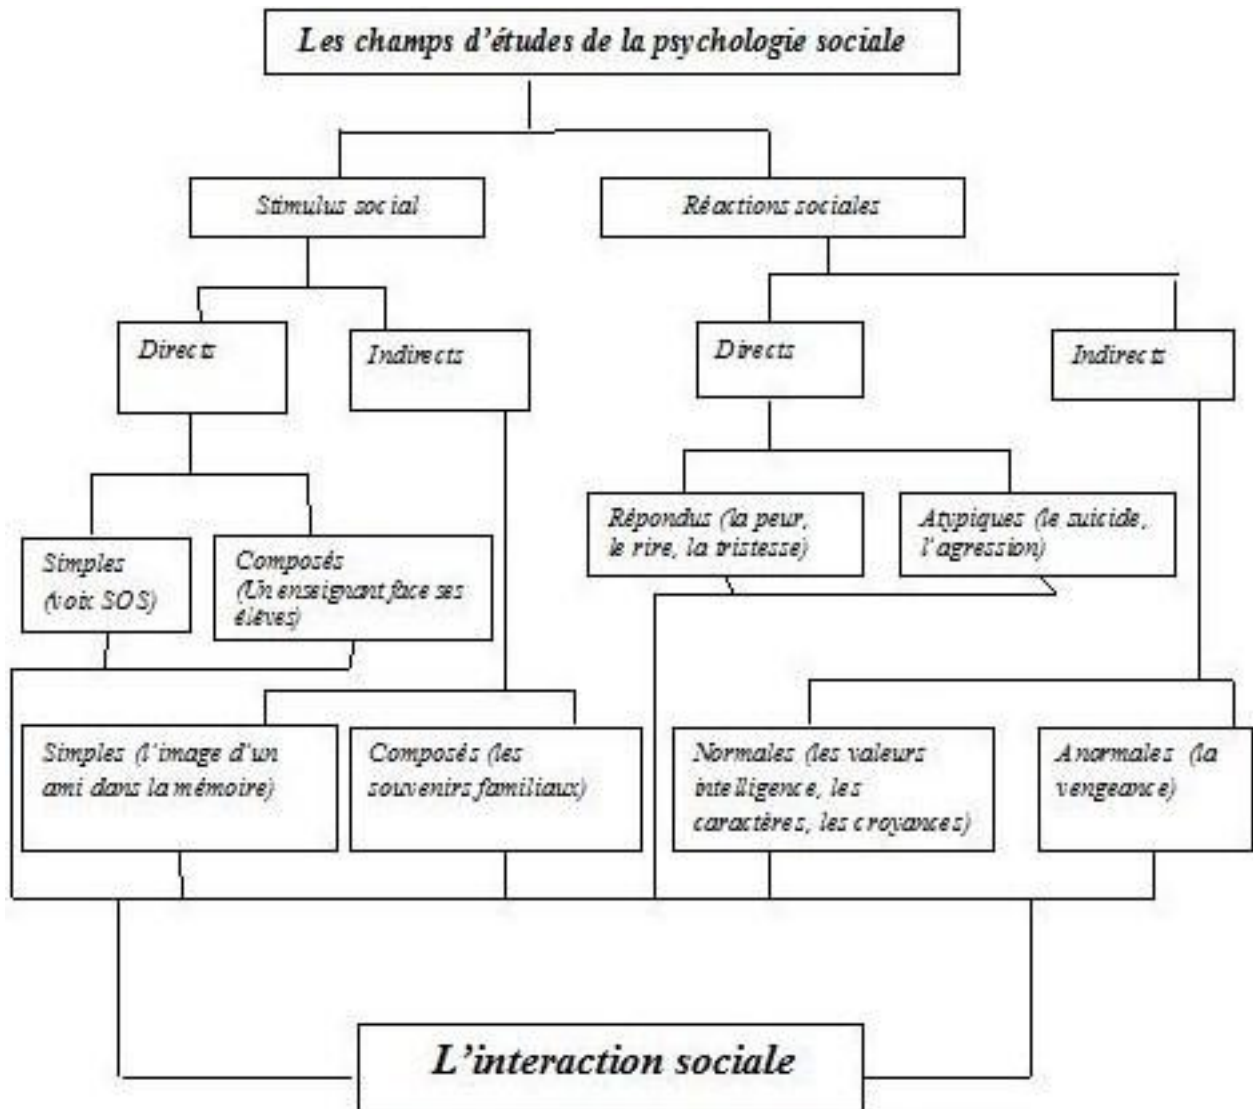 Les champs d'études de la psychologie sociale
Stimulus social
Réactions sociales
Directs
Indirects
Directs
Indirects
Simples
(voix SOS)
Composés
(Un enseignant face ses
élèves)
Répondus (la peur,
le rire, la tristesse)
Atypiques (le suicide,
l'agression)
Simples (l'image d'un
ami dans la mémoire)
Composés (les
souvenirs familiaux)
Normales (les valeurs
intelligence, les
caractères, les croyances)
Anormales (la
vengeance)
L'interaction sociale